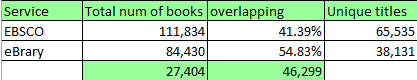 Service Total num of books overlapping Unique titles
EBSCO 111,834 41.39% 65,535
eBrary 84,430 54.83% 38,131
27,404 46,299